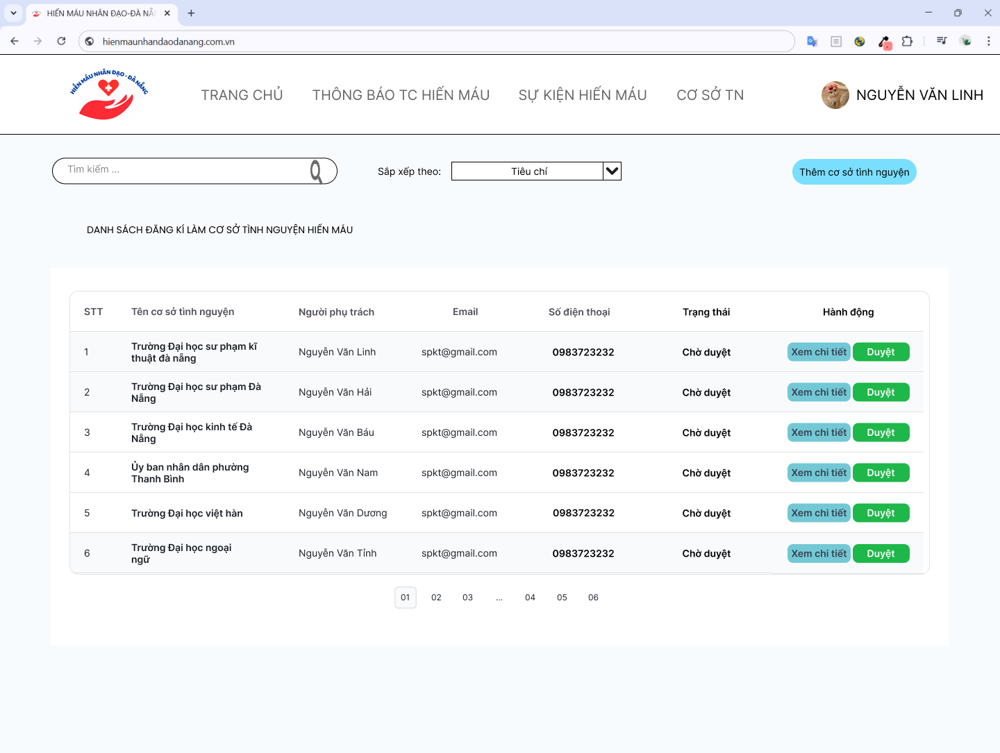 HIẾN MÁU NHÂN ĐẠO-ĐÀ NẴ
hienmaunhandaodanang.com.vn
HIẾN MÁU NHÂN ĐẠO - ĐÀ NẴNG
TRANG CHỦ THÔNG BÁO TC HIẾN MÁU SỰ KIỆN HIẾN MÁU CƠ SỞ TN NGUYỄN VĂN LINH
Tìm kiếm ... Sắp xếp theo: Tiêu chí Thêm cơ sở tình nguyện
DANH SÁCH ĐĂNG KÍ LÀM CƠ SỞ TÌNH NGUYỆN HIẾN MÁU
STT Tên cơ sở tình nguyện Người phụ trách Email Số điện thoại Trạng thái Hành động
1 Trường Đại học sư phạm kĩ
thuật đà nẵng Nguyễn Văn Linh spkt@gmail.com 0983723232 Chờ duyệt Xem chi tiết Duyệt
2 Trường Đại học sư phạm Đà
Nẵng Nguyễn Văn Hải spkt@gmail.com 0983723232 Chờ duyệt Xem chi tiết Duyệt
3 Trường Đại học kinh tế Đà
Nẵng Nguyễn Văn Báu spkt@gmail.com 0983723232 Chờ duyệt Xem chi tiết Duyệt
4 Ủy ban nhân dân phường
Thanh Bình Nguyễn Văn Nam spkt@gmail.com 0983723232 Chờ duyệt Xem chi tiết Duyệt
5 Trường Đại học việt hàn Nguyễn Văn Dương spkt@gmail.com 0983723232 Chờ duyệt Xem chi tiết Duyệt
6 Trường Đại học ngoại
ngữ Nguyễn Văn Tỉnh spkt@gmail.com 0983723232 Chờ duyệt Xem chi tiết Duyệt
01 02 03 ... 04 05 06